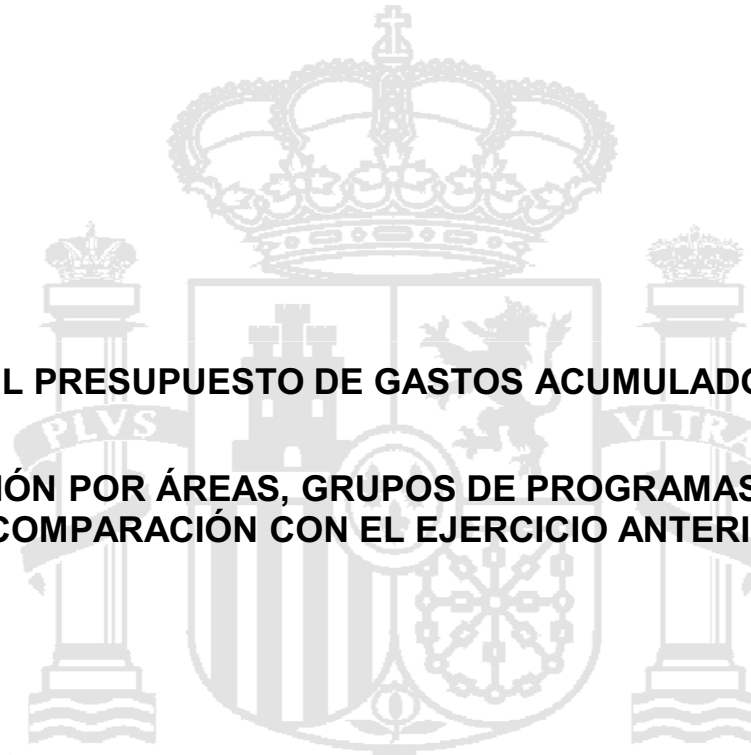 L PRESUPUESTO DE GASTOS ACUMULADO
PLVS
VLTRA
IÓN POR ÁREAS, GRUPOS DE PROGRAMAS
COMPARACIÓN CON EL EJERCICIO ANTERI